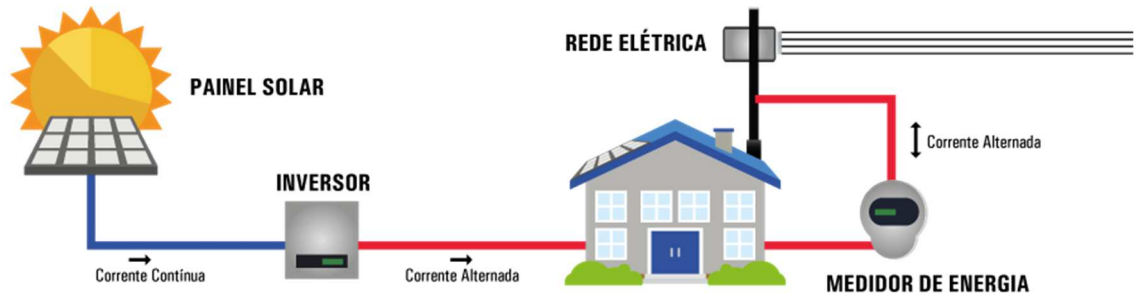 REDE ELÉTRICA
PAINEL SOLAR
Corrente Alternada
INVERSOR
Corrente Contínua
Corrente Alternada
MEDIDOR DE ENERGIA